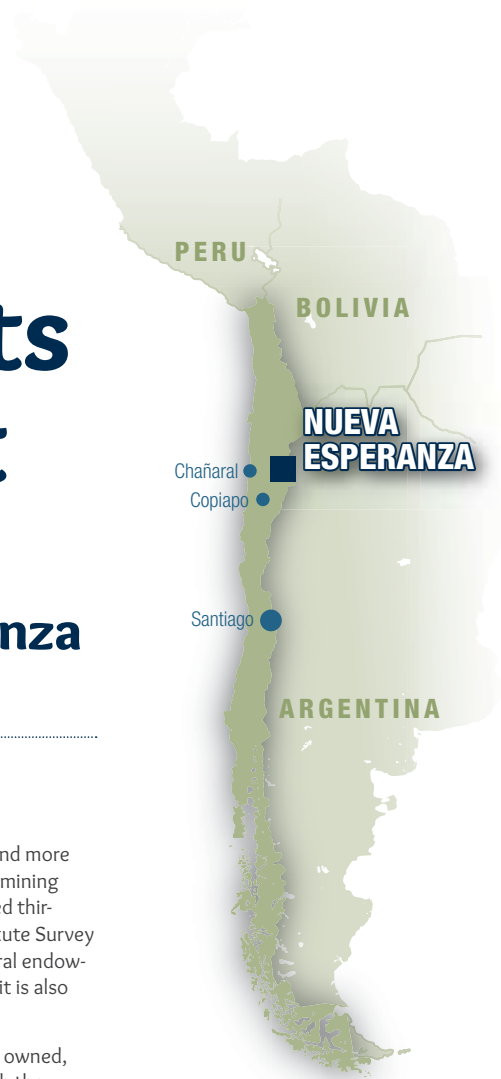 ts
t
nza
nd more
mining
ed thir-
tute Survey
ral endow-
it is also
owned,
PERU
BOLIVIA
NUEVA
ESPERANZA
Chañaral
Copiapo
Santiago
ARGENTINA